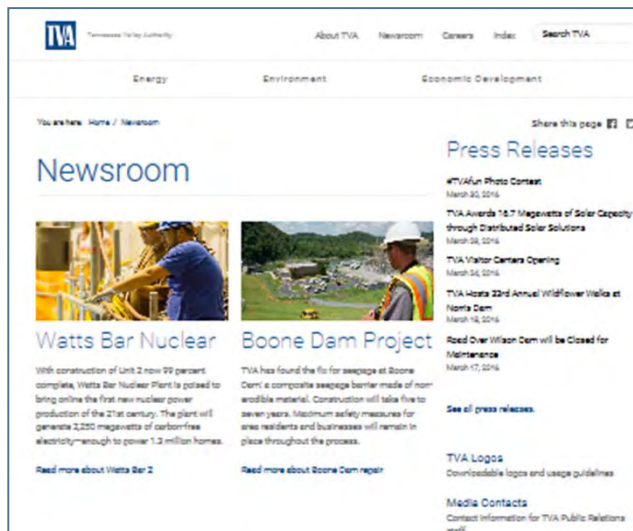 TVA
Tennessee Valley Authority
About TVA Newsroom Careers Index Search TVA
Energy Environment Economic Development
You are here: Home / Newsroom
Share this page
Newsroom
Watts Bar Nuclear
With construction of Unit 2 now 99 percent
complete, Watts Bar Nuclear Plant is poised to
bring online the first new nuclear power
production of the 21st century. The plant will
generate 2,250 megawatts of carbon-free
electricity—enough to power 1.3 million homes.
Read more about Watts Bar 2
Boone Dam Project
TVA has found the fix for seepage at Boone
Dam: a composite seepage barrier made of non-
erodible material. Construction will take five to
seven years. Maximum safety measures for
area residents and businesses will remain in
place throughout the process.
Read more about Boone Dam repair
Press Releases
#TVAfun Photo Contest
March 30, 2016
TVA Awards 16.7 Megawatts of Solar Capacity
through Distributed Solar Solutions
March 28, 2016
TVA Visitor Centers Opening
March 24, 2016
TVA Hosts 33rd Annual Wildflower Walks at
Norris Dam
March 18, 2016
Road Over Wilson Dam will be Closed for
Maintenance
March 17, 2016
See all press releases.
TVA Logos
Downloadable logos and usage guidelines
Media Contacts
Contact information for TVA Public Relations
staff